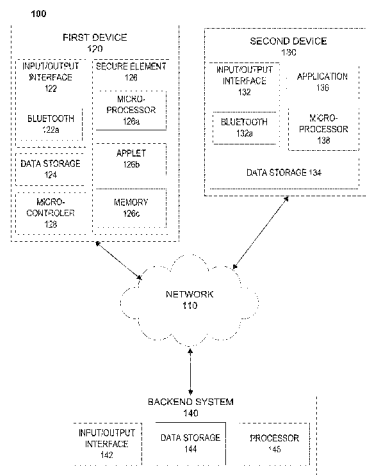 100
FIRST DEVICE
120
INPUT/OUTPUT
INTERFACE
122
BLUETOOTH
122a
DATA STORAGE
124
MICRO-
CONTROLER
128
SECURE ELEMENT
126
MICRO-
PROCESSOR
126a
APPLET
126b
MEMORY
126c
SECOND DEVICE
130
INPUT/OUTPUT
INTERFACE
132
BLUETOOTH
132a
APPLICATION
136
MICRO-
PROCESSOR
138
DATA STORAGE 134
NETWORK
110
BACKEND SYSTEM
140
INPUT/OUTPUT
INTERFACE
142
DATA STORAGE
144
PROCESSOR
145